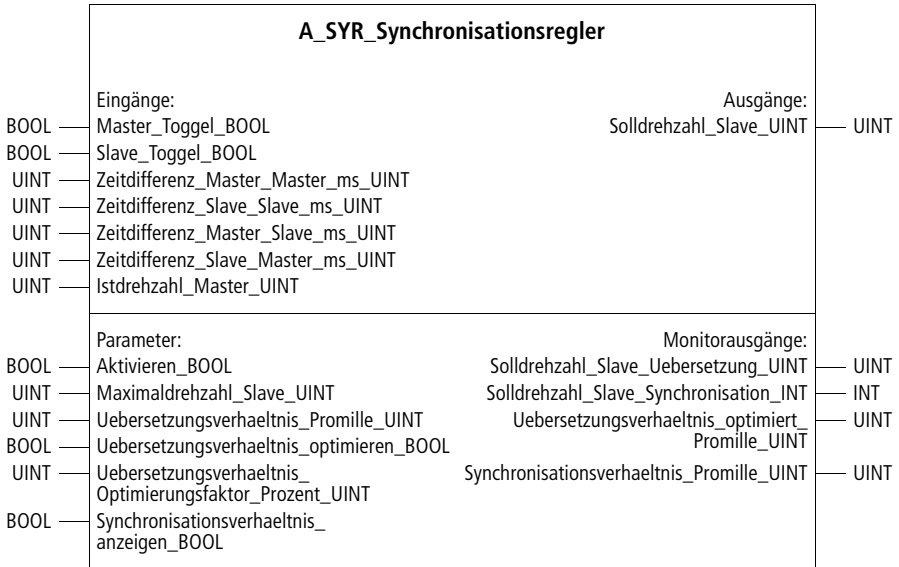 A_SYR_Synchronisationsregler
Eingänge:
Ausgänge:
BOOL Master_Toggel_BOOL
Solldrehzahl_Slave_UINT UINT
BOOL Slave_Toggel_BOOL
UINT Zeitdifferenz_Master_Master_ms_UINT
UINT Zeitdifferenz_Slave_Slave_ms_UINT
UINT Zeitdifferenz_Master_Slave_ms_UINT
UINT Zeitdifferenz_Slave_Master_ms_UINT
UINT Istdrehzahl_Master_UINT
Parameter:
Monitorausgänge:
BOOL Aktivieren_BOOL
Solldrehzahl_Slave_Uebersetzung_UINT UINT
UINT Maximaldrehzahl_Slave_UINT
Solldrehzahl_Slave_Synchronisation_INT INT
UINT Uebersetzungsverhaeltnis_Promille_UINT
Uebersetzungsverhaeltnis_optimiert_ UINT
Promille_UINT
BOOL Uebersetzungsverhaeltnis_optimieren_BOOL
UINT Uebersetzungsverhaeltnis_
Optimierungsfaktor_Prozent_UINT
Synchronisationsverhaeltnis_Promille_UINT UINT
BOOL Synchronisationsverhaeltnis_
anzeigen_BOOL